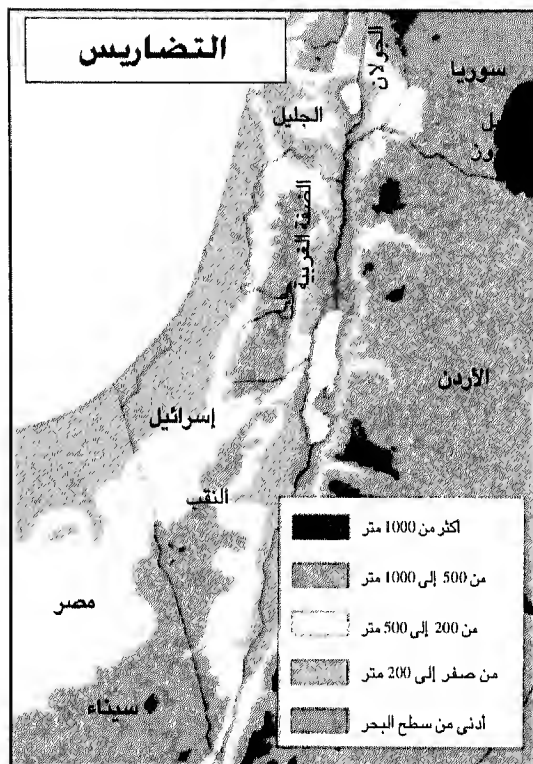 التضاريس
الجولان
سوريا
الجليل
الضفة الغربية
الأردن
إسرائيل
النقب
مصر
سيناء
أكثر من 1000 متر
من 500 إلى 1000 متر
من 200 إلى 500 متر
من صفر إلى 200 متر
أدنى من سطح البحر